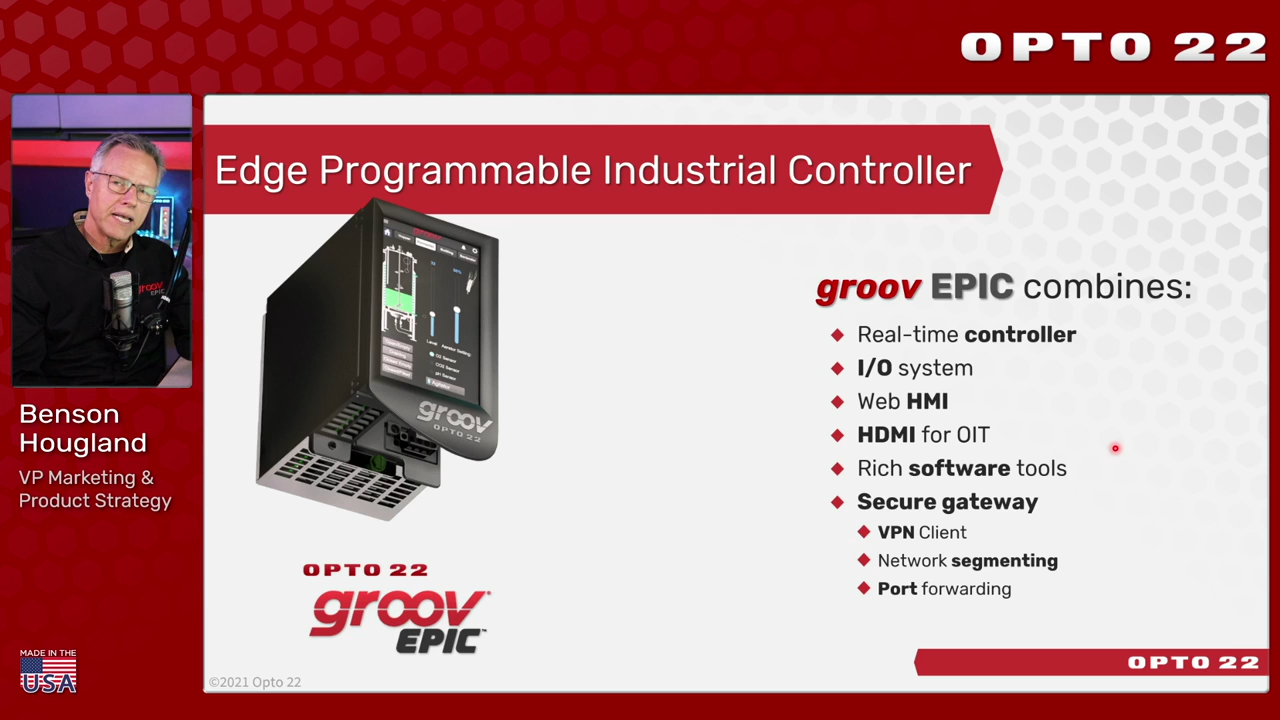 OPTO 22
Edge Programmable Industrial Controller
groov EPIC combines:
Real-time controller
I/O system
Web HMI
HDMI for OIT
Rich software tools
Secure gateway
VPN Client
Network segmenting
Port forwarding
groov
OPTO 22
OPTO 22
groov
EPIC™
OPTO 22
©2021 Opto 22
groov
EPIC
Benson
Hougland
VP Marketing &
Product Strategy
MADE IN THE
USA